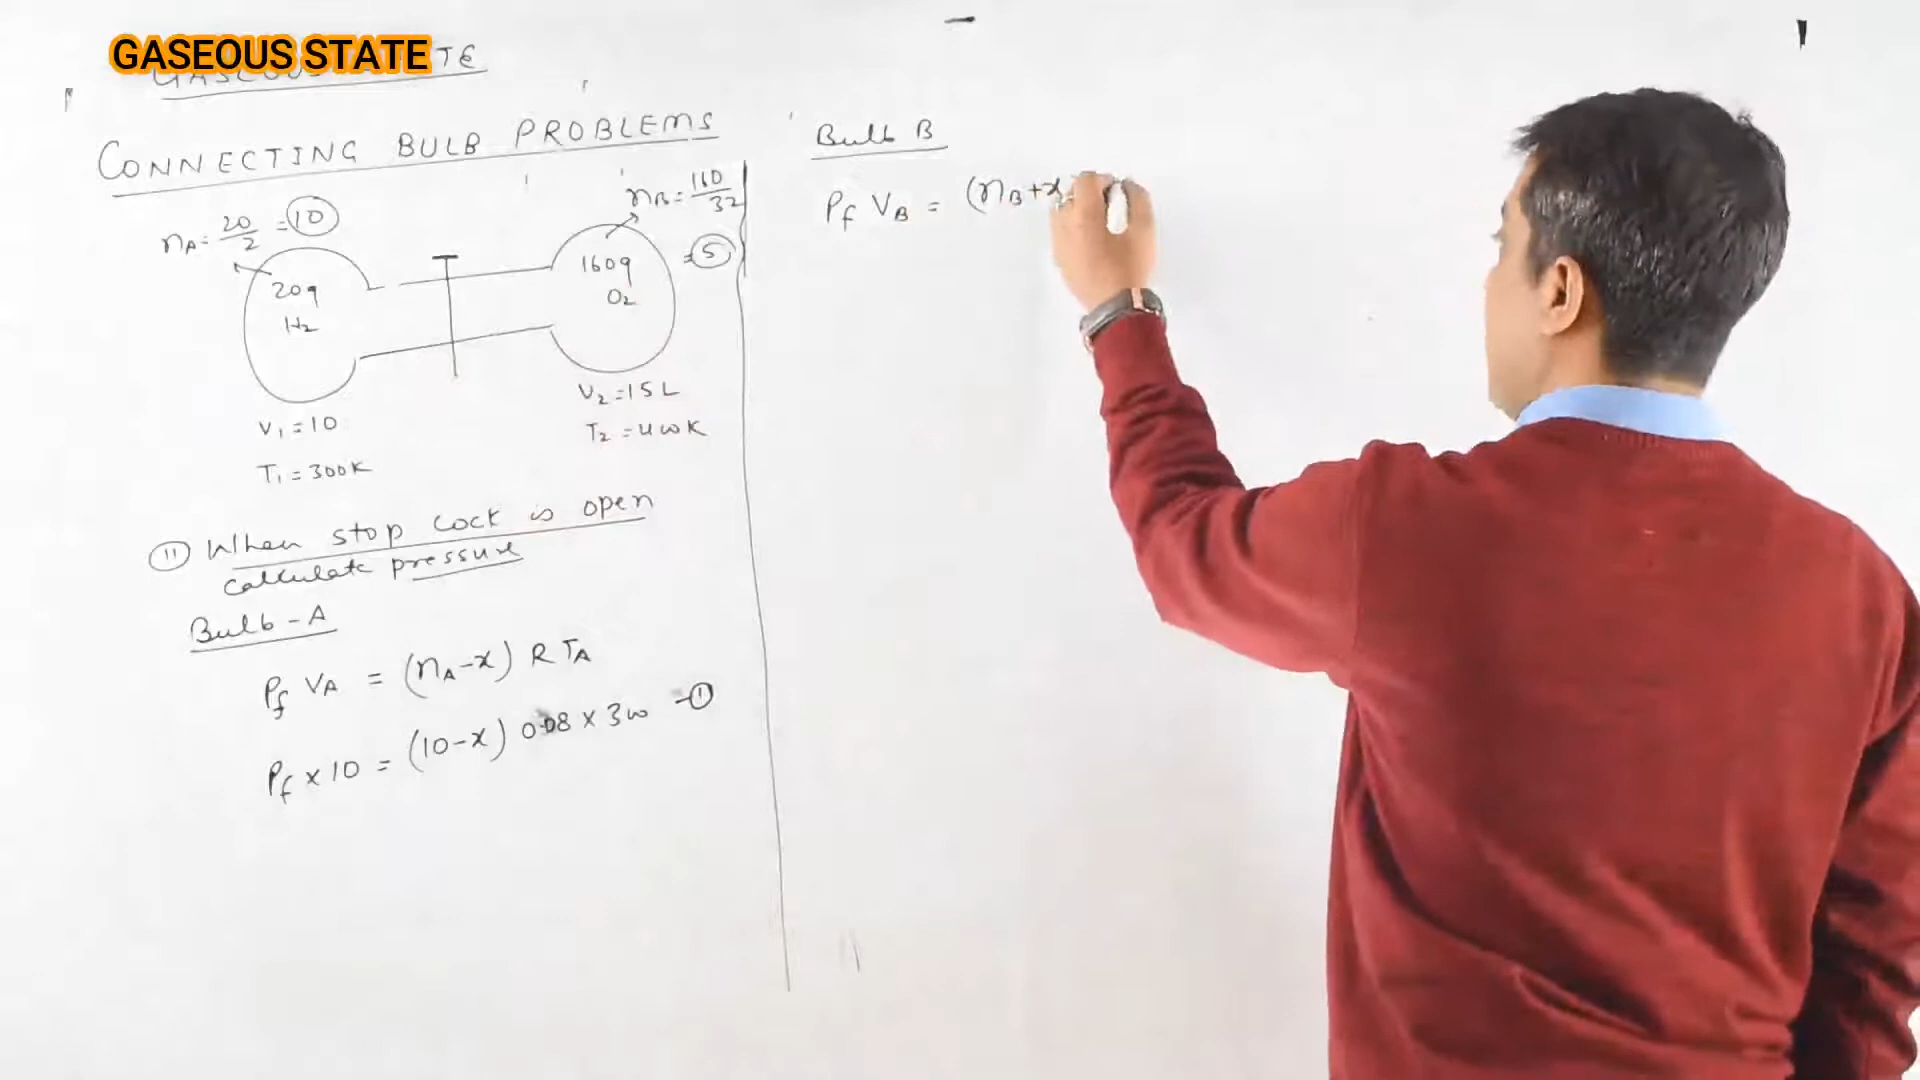 GASEOUS STATE
CONNECTING BULB PROBLEMS
nA = 20/2 = 10
20g
H2
V1 = 10
T1 = 300K
nB = 160/32
= 5
160g
O2
V2 = 15L
T2 = 400K
(11) When stop cock is open
calculate pressure
Bulb - A
Pf VA = (nA - x) R TA
Pf x 10 = (10 - x) 0.08 x 300 - (1)
Bulb B
Pf VB = (nB + x